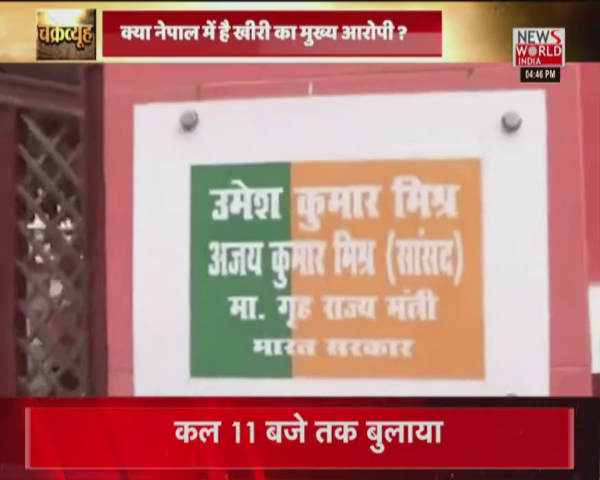 चक्रव्यूह
क्या नेपाल में है खीरी का मुख्य आरोपी ?
NEWS
WORLD
INDIA
04:46 PM
उमेश कुमार मिश्र
अजय कुमार मिश्र (सांसद)
मा. गृह राज्य मंत्री
भारत सरकार
कल 11 बजे तक बुलाया